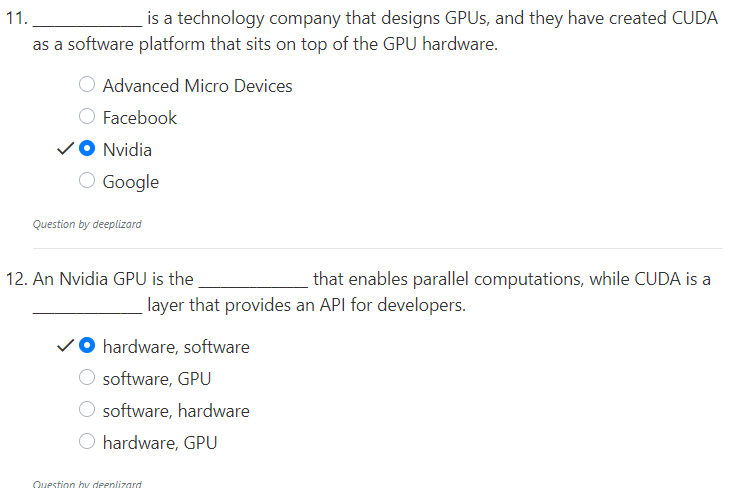 11. ____________ is a technology company that designs GPUs, and they have created CUDA
as a software platform that sits on top of the GPU hardware.
Advanced Micro Devices
Facebook
Nvidia
Google
Question by deeplizard
12. An Nvidia GPU is the ____________ that enables parallel computations, while CUDA is a
____________ layer that provides an API for developers.
hardware, software
software, GPU
software, hardware
hardware, GPU
Question by deeplizard